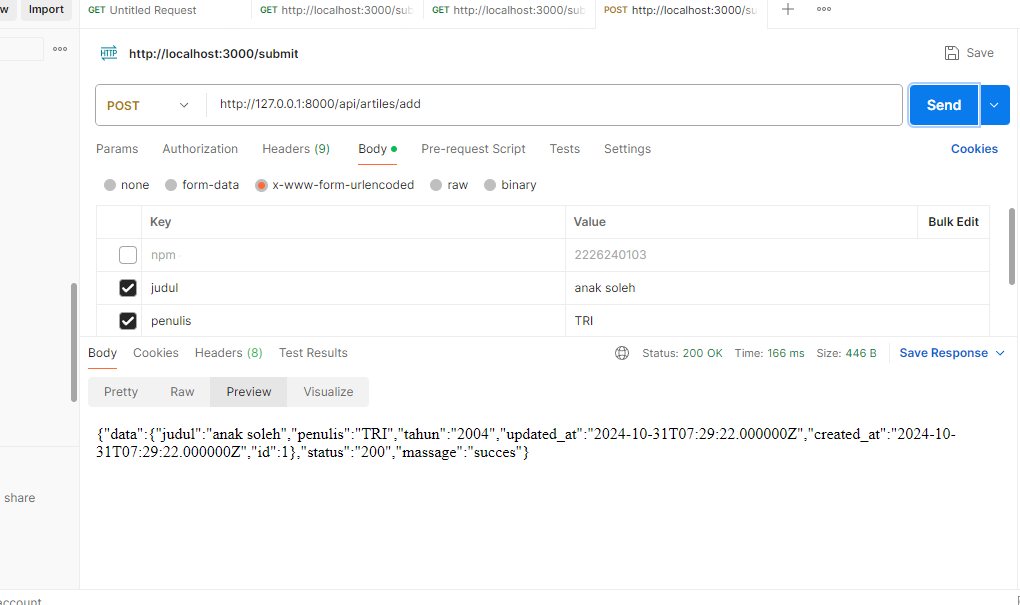 w Import GET Untitled Request GET http://localhost:3000/sub GET http://localhost:3000/sub POST http://localhost:3000/su
HTTP http://localhost:3000/submit Save
POST http://127.0.0.1:8000/api/artiles/add Send
Params Authorization Headers (9) Body Pre-request Script Tests Settings Cookies
none form-data x-www-form-urlencoded raw binary
Key Value Bulk Edit
npm 2226240103
judul anak soleh
penulis TRI
Body Cookies Headers (8) Test Results Status: 200 OK Time: 166 ms Size: 446 B Save Response
Pretty Raw Preview Visualize
{"data":{"judul":"anak soleh","penulis":"TRI","tahun":"2004","updated_at":"2024-10-31T07:29:22.000000Z","created_at":"2024-10-
31T07:29:22.000000Z","id":1},"status":"200","massage":"succes"}
share
account